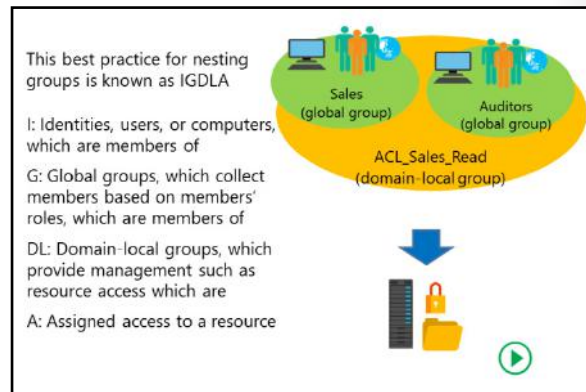 This best practice for nesting
groups is known as IGDLA
I: Identities, users, or computers,
which are members of
G: Global groups, which collect
members based on members'
roles, which are members of
DL: Domain-local groups, which
provide management such as
resource access which are
A: Assigned access to a resource
Sales
(global group)
Auditors
(global group)
ACL_Sales_Read
(domain-local group)